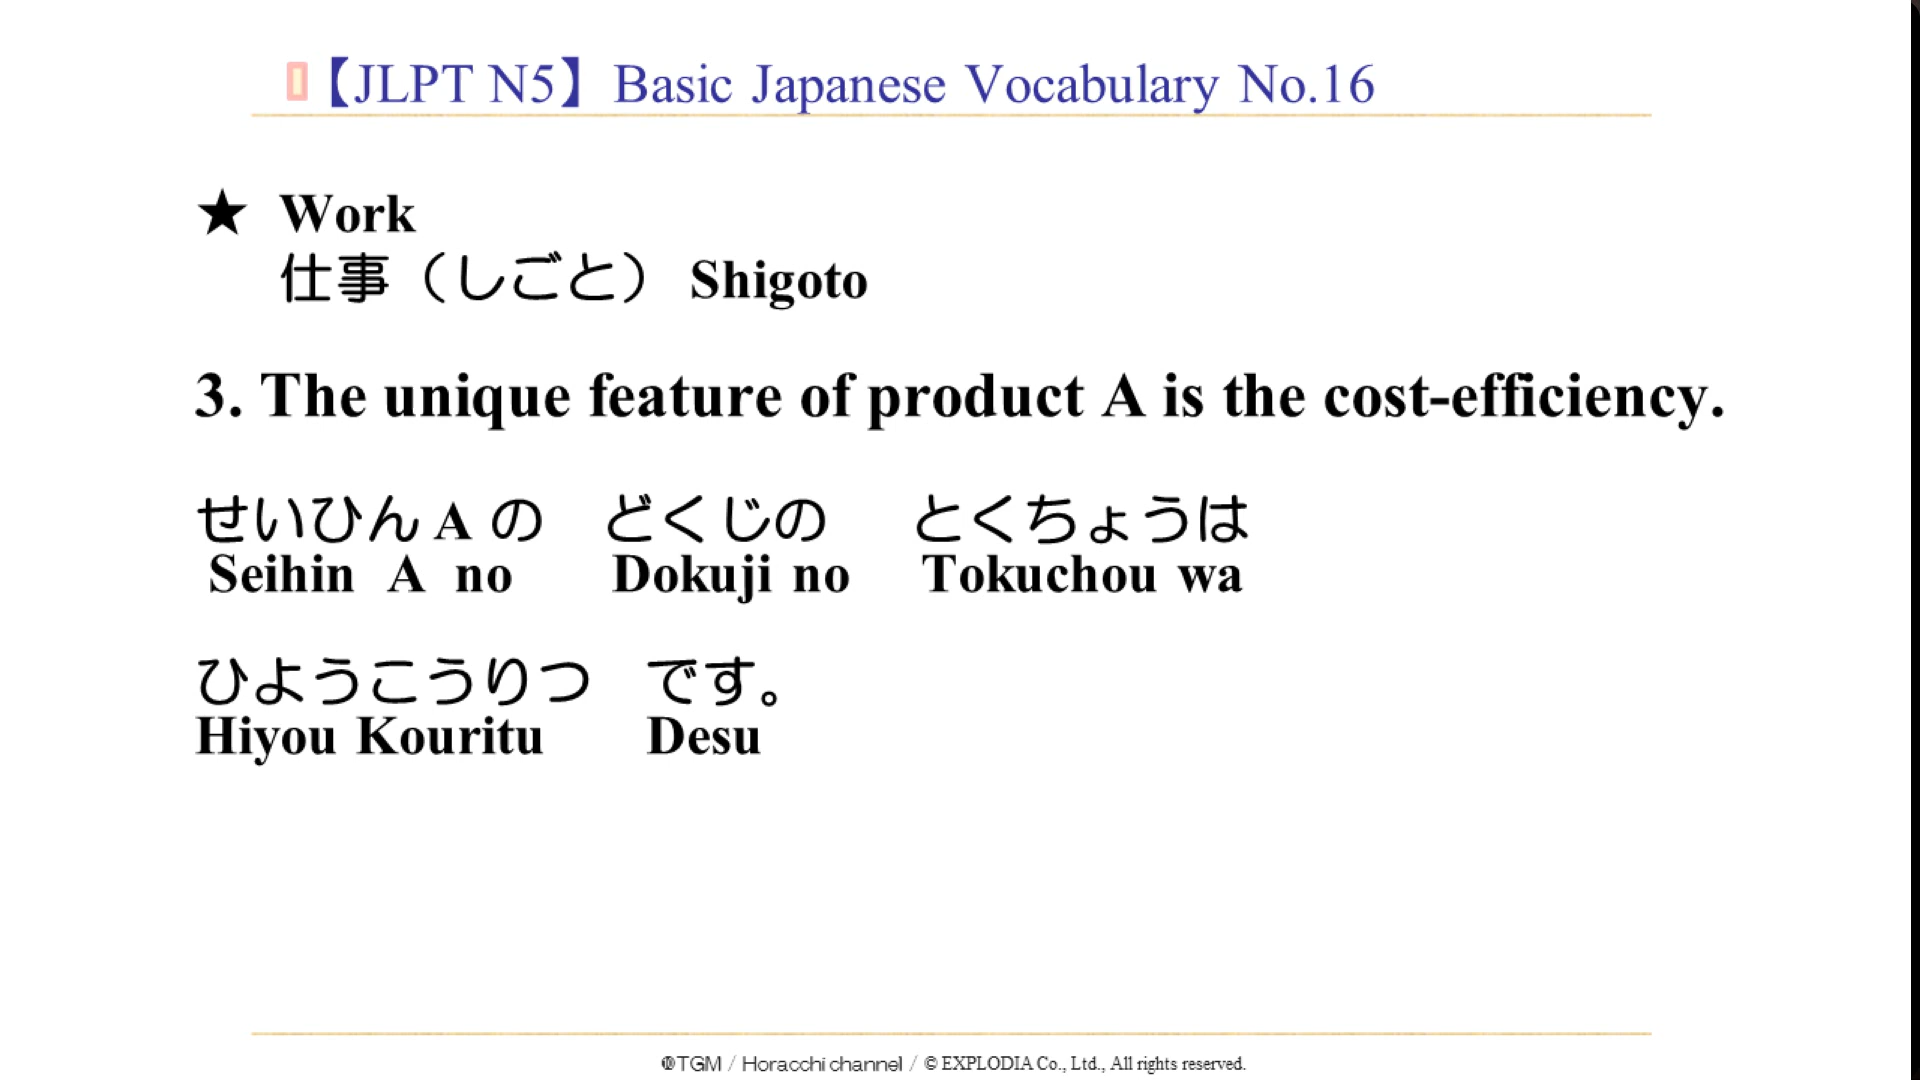 【JLPT N5】Basic Japanese Vocabulary No.16
★ Work
仕事（しごと） Shigoto
3. The unique feature of product A is the cost-efficiency.
せいひん A の どくじの とくちょうは
Seihin A no Dokuji no Tokuchou wa
ひようこうりつ です。
Hiyou Kouritu Desu
TGM / Horacchi channel / © EXPLODIA Co., Ltd., All rights reserved.